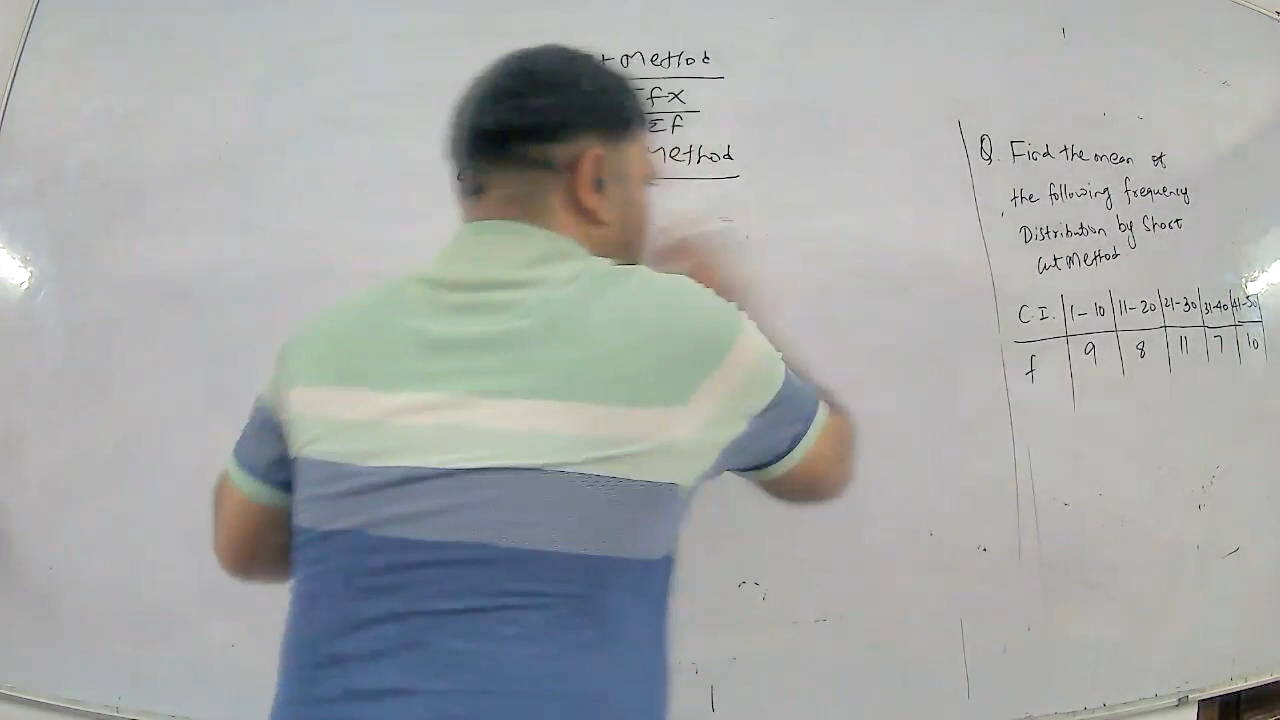 t Method
fx
Σf
Method
Q. Find the mean of
the following frequency
Distribution by Short
cut Method
C.I. 1-10 11-20 21-30 31-40 41-50
f 9 8 11 7 10